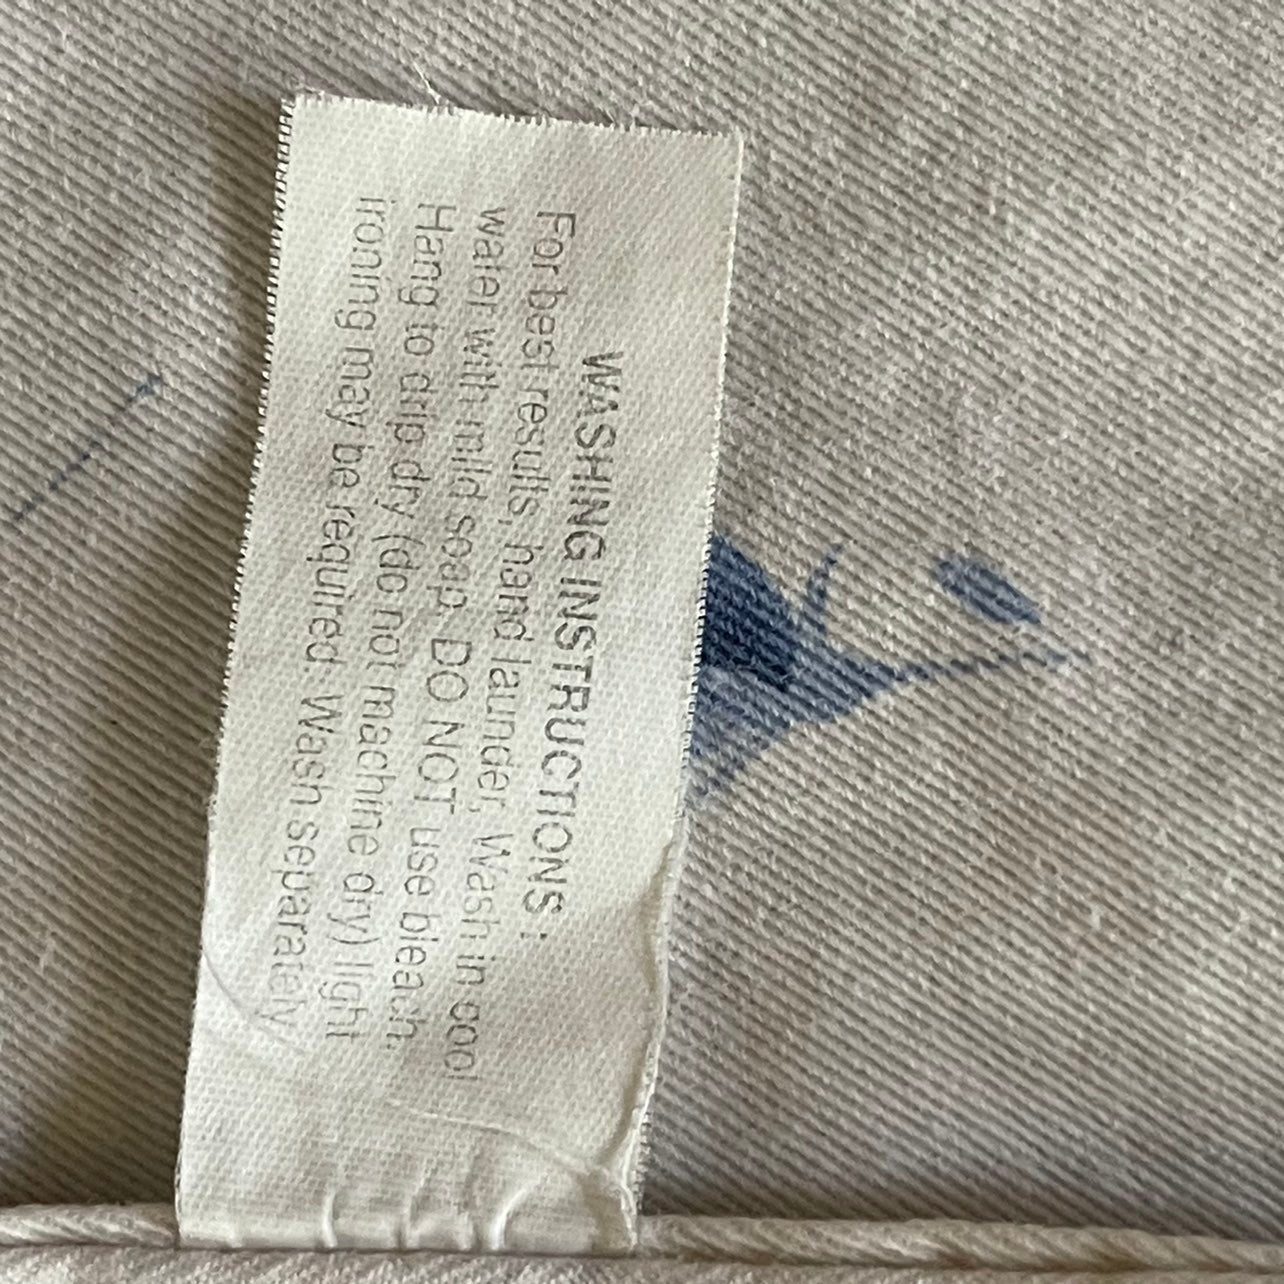 WASHING INSTRUCTIONS:
For best results, hand launder, Wash in cool
water with mild soap. DO NOT use bleach.
Hang to drip dry (do not machine dry) light
ironing may be required. Wash separately.